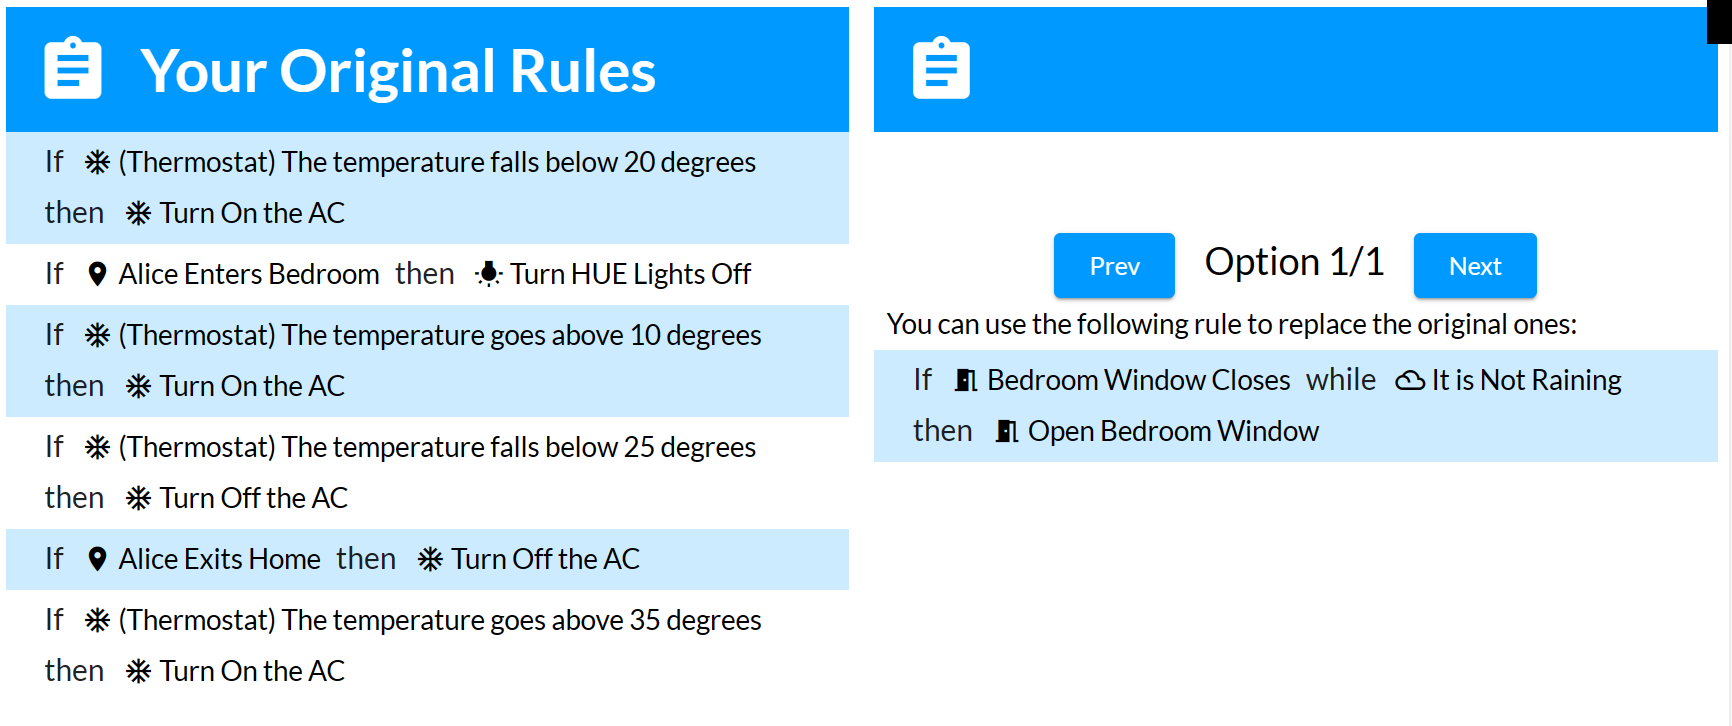 Your Original Rules
If (Thermostat) The temperature falls below 20 degrees
then Turn On the AC
If Alice Enters Bedroom then Turn HUE Lights Off
If (Thermostat) The temperature goes above 10 degrees
then Turn On the AC
If (Thermostat) The temperature falls below 25 degrees
then Turn Off the AC
If Alice Exits Home then Turn Off the AC
If (Thermostat) The temperature goes above 35 degrees
then Turn On the AC
Prev Option 1/1 Next
You can use the following rule to replace the original ones:
If Bedroom Window Closes while It is Not Raining
then Open Bedroom Window